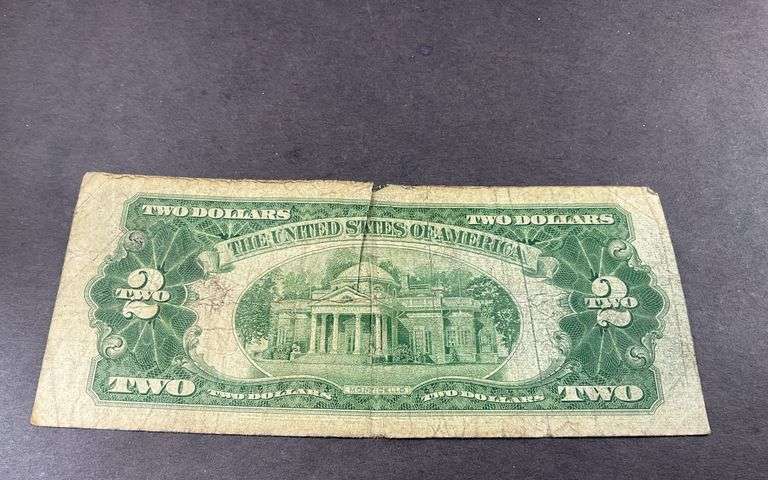 TWO DOLLARS TWO DOLLARS
THE UNITED STATES OF AMERICA
2 2
TWO TWO
TWO TWO DOLLARS MONTICELLO TWO DOLLARS TWO